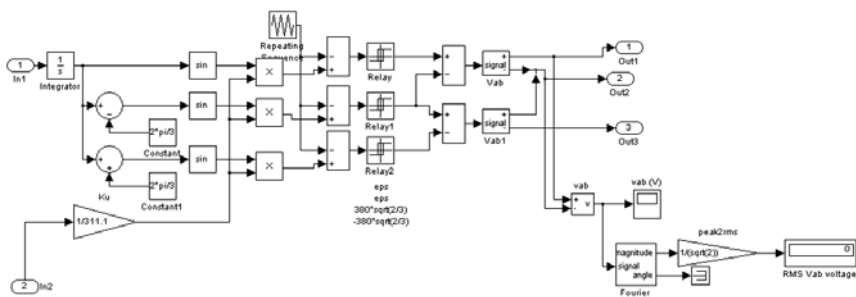 Repeating
Sequence
1
In1
1
s
Integrator
sin
×
Relay
signal
Vab
1
Out1
2
Out2
sin
×
Relay1
signal
Vab1
3
Out3
2*pi/3
Constant
sin
×
Relay2
Ku
2*pi/3
Constant1
eps
eps
380*sqrt(2/3)
-380*sqrt(2/3)
1/311.1
2
In2
vab
v
vab (V)
peak2rms
magnitude
signal
angle
Fourier
1/(sqrt(2))
0
RMS Vab voltage